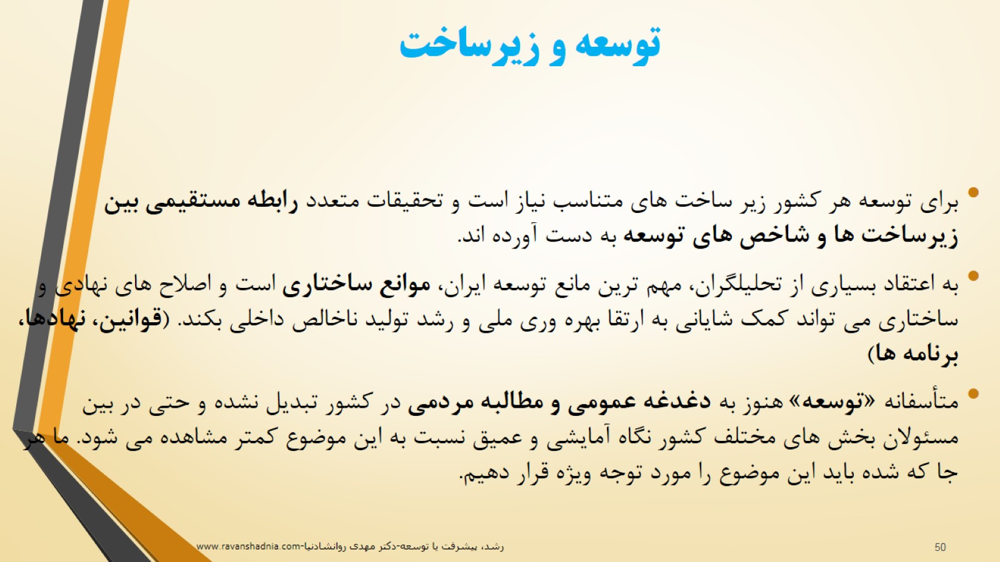 توسعه و زیرساخت
• برای توسعه هر کشور زیر ساخت های متناسب نیاز است و تحقیقات متعدد رابطه مستقیمی بین
زیرساخت ها و شاخص های توسعه به دست آورده اند.
• به اعتقاد بسیاری از تحلیلگران، مهم ترین مانع توسعه ایران، موانع ساختاری است و اصلاح های نهادی و
ساختاری می تواند کمک شایانی به ارتقا بهره وری ملی و رشد تولید ناخالص داخلی بکند. (قوانین، نهادها،
برنامه ها)
• متأسفانه «توسعه» هنوز به دغدغه عمومی و مطالبه مردمی در کشور تبدیل نشده و حتی در بین
مسئولان بخش های مختلف کشور نگاه آمایشی و عمیق نسبت به این موضوع کمتر مشاهده می شود. ما هر
جا که شده باید این موضوع را مورد توجه ویژه قرار دهیم.
رشد، پیشرفت یا توسعه-دکتر مهدی روانشادنیا-www.ravanshadnia.com
50